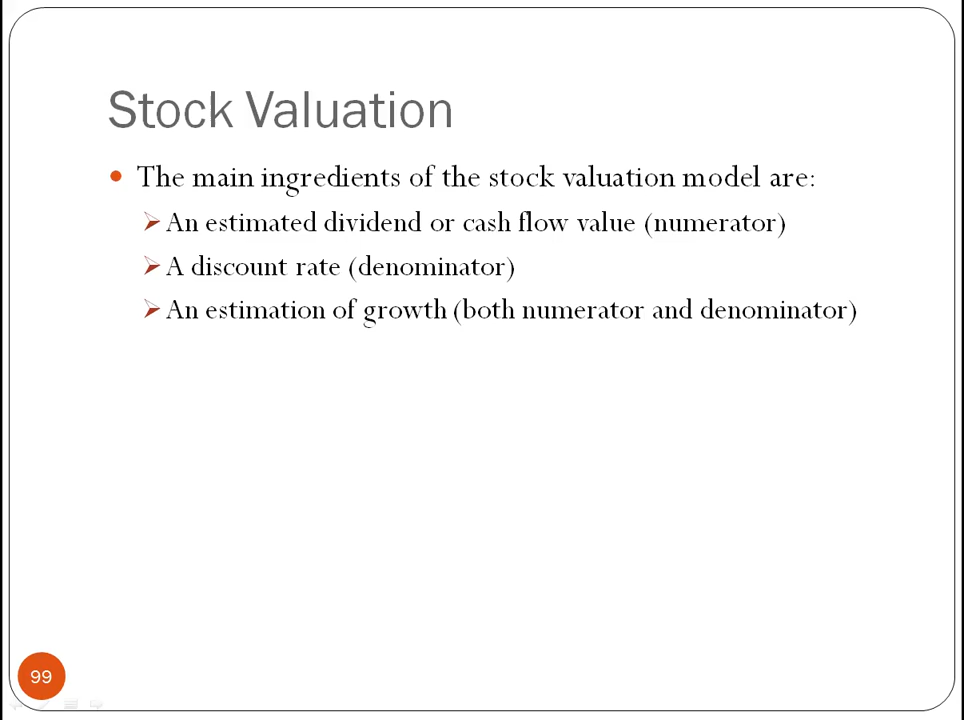 Stock Valuation
The main ingredients of the stock valuation model are:
An estimated dividend or cash flow value (numerator)
A discount rate (denominator)
An estimation of growth (both numerator and denominator)
99